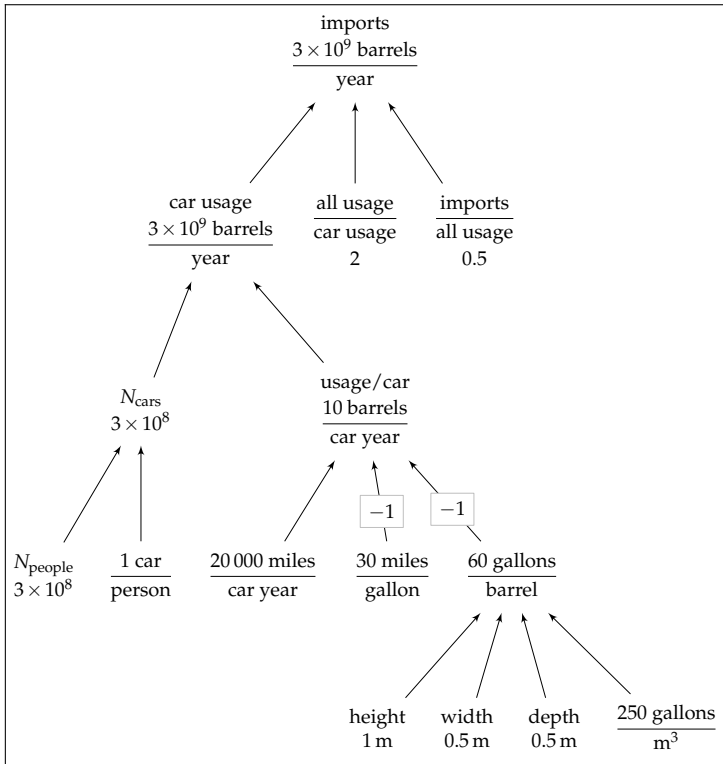 imports
3 × 10⁹ barrels
year
car usage
3 × 10⁹ barrels
year
all usage
car usage
2
imports
all usage
0.5
N_cars
3 × 10⁸
usage/car
10 barrels
car year
−1
−1
N_people
3 × 10⁸
1 car
person
20 000 miles
car year
30 miles
gallon
60 gallons
barrel
height
1 m
width
0.5 m
depth
0.5 m
250 gallons
m³